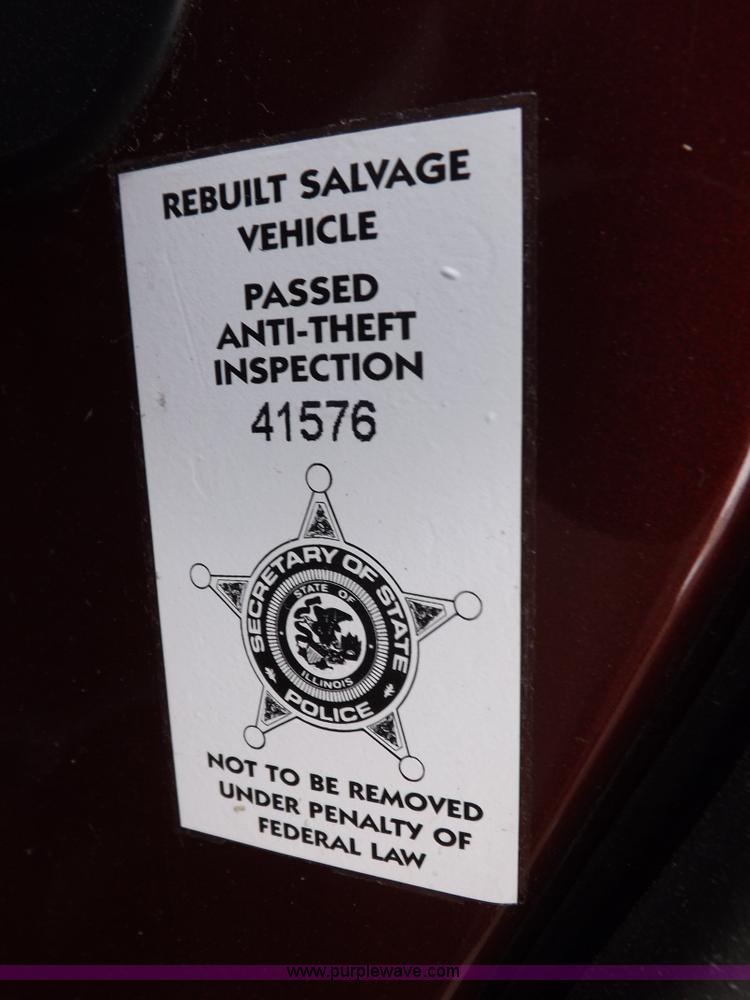 REBUILT SALVAGE
VEHICLE
PASSED
ANTI-THEFT
INSPECTION
41576
SECRETARY OF STATE
STATE OF
ILLINOIS
POLICE
NOT TO BE REMOVED
UNDER PENALTY OF
FEDERAL LAW
www.purplewave.com